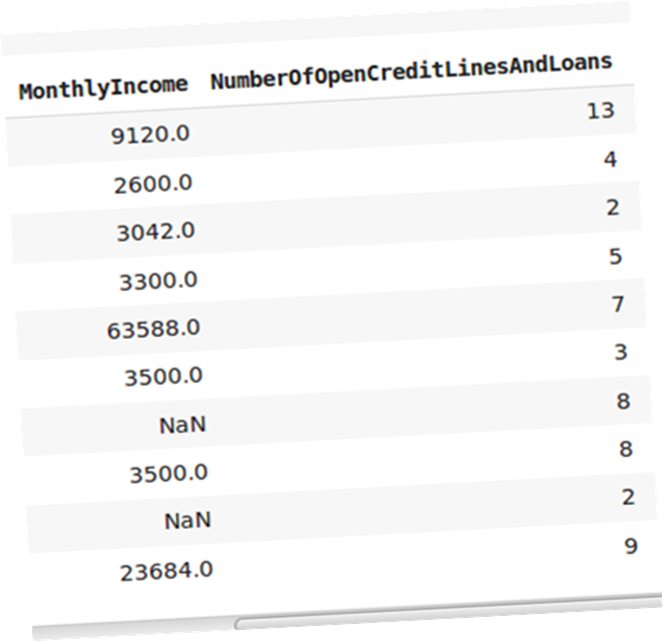 MonthlyIncome NumberOfOpenCreditLinesAndLoans
9120.0 13
2600.0 4
3042.0 2
3300.0 5
63588.0 7
3500.0 3
NaN 8
3500.0 8
NaN 2
23684.0 9